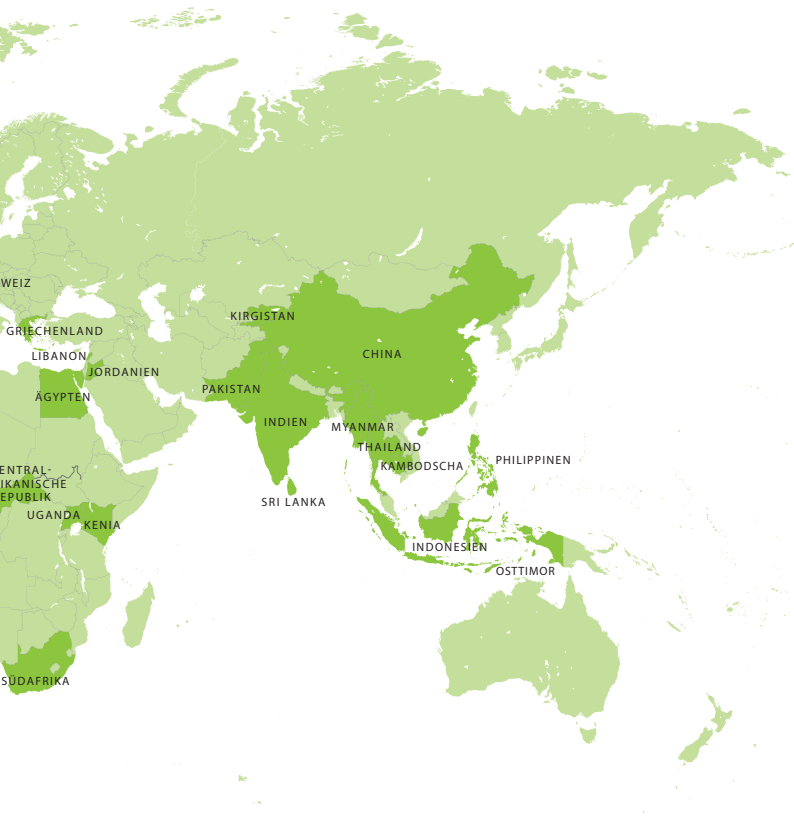 WEIZ
KIRGISTAN
GRIECHENLAND
LIBANON
CHINA
JORDANIEN
PAKISTAN
ÄGYPTEN
INDIEN
MYANMAR
THAILAND
PHILIPPINEN
KAMBODSCHA
ENTRAL-
IKANISCHE
EPUBLIK
SRI LANKA
UGANDA
KENIA
INDONESIEN
OSTTIMOR
SÜDAFRIKA